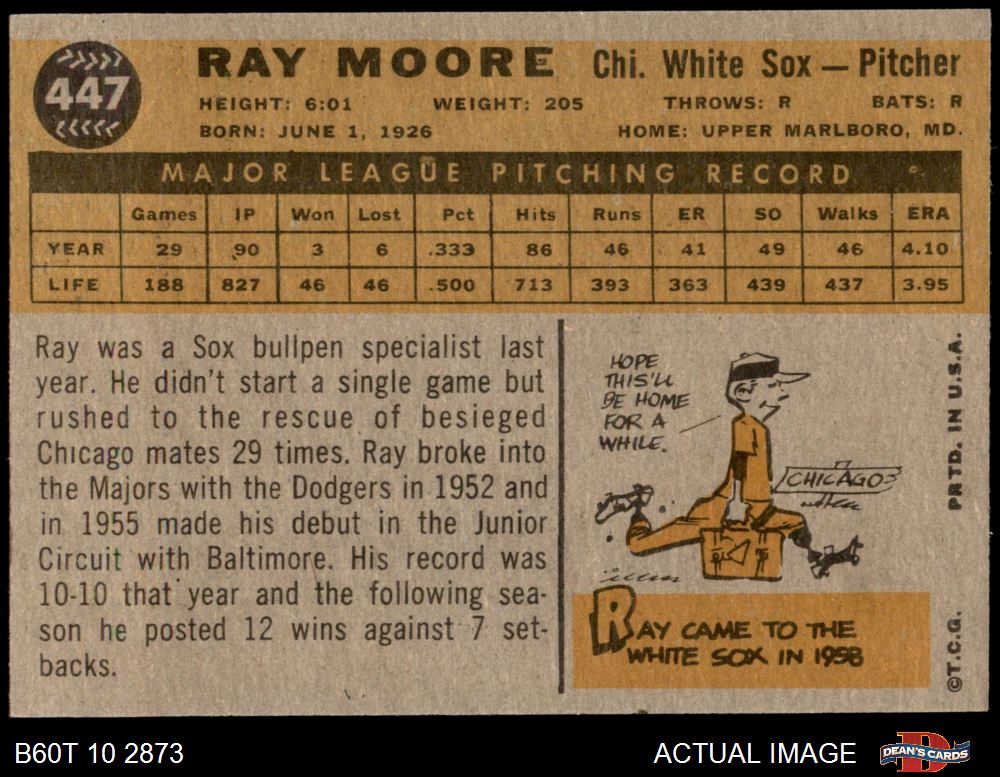 447
RAY MOORE Chi. White Sox — Pitcher
HEIGHT: 6:01 WEIGHT: 205 THROWS: R BATS: R
BORN: JUNE 1, 1926 HOME: UPPER MARLBORO, MD.
MAJOR LEAGUE PITCHING RECORD
Games IP Won Lost Pct Hits Runs ER SO Walks ERA
YEAR 29 90 3 6 .333 86 46 41 49 46 4.10
LIFE 188 827 46 46 .500 713 393 363 439 437 3.95
Ray was a Sox bullpen specialist last
year. He didn't start a single game but
rushed to the rescue of besieged
Chicago mates 29 times. Ray broke into
the Majors with the Dodgers in 1952 and
in 1955 made his debut in the Junior
Circuit with Baltimore. His record was
10-10 that year and the following sea-
son he posted 12 wins against 7 set-
backs.
HOPE
THIS'LL
BE HOME
FOR A
WHILE.
CHICAGO
RAY CAME TO THE
WHITE SOX IN 1958
PRTD. IN U.S.A.
©T.C.G.
B60T 10 2873
ACTUAL IMAGE
D
DEAN'S CARDS